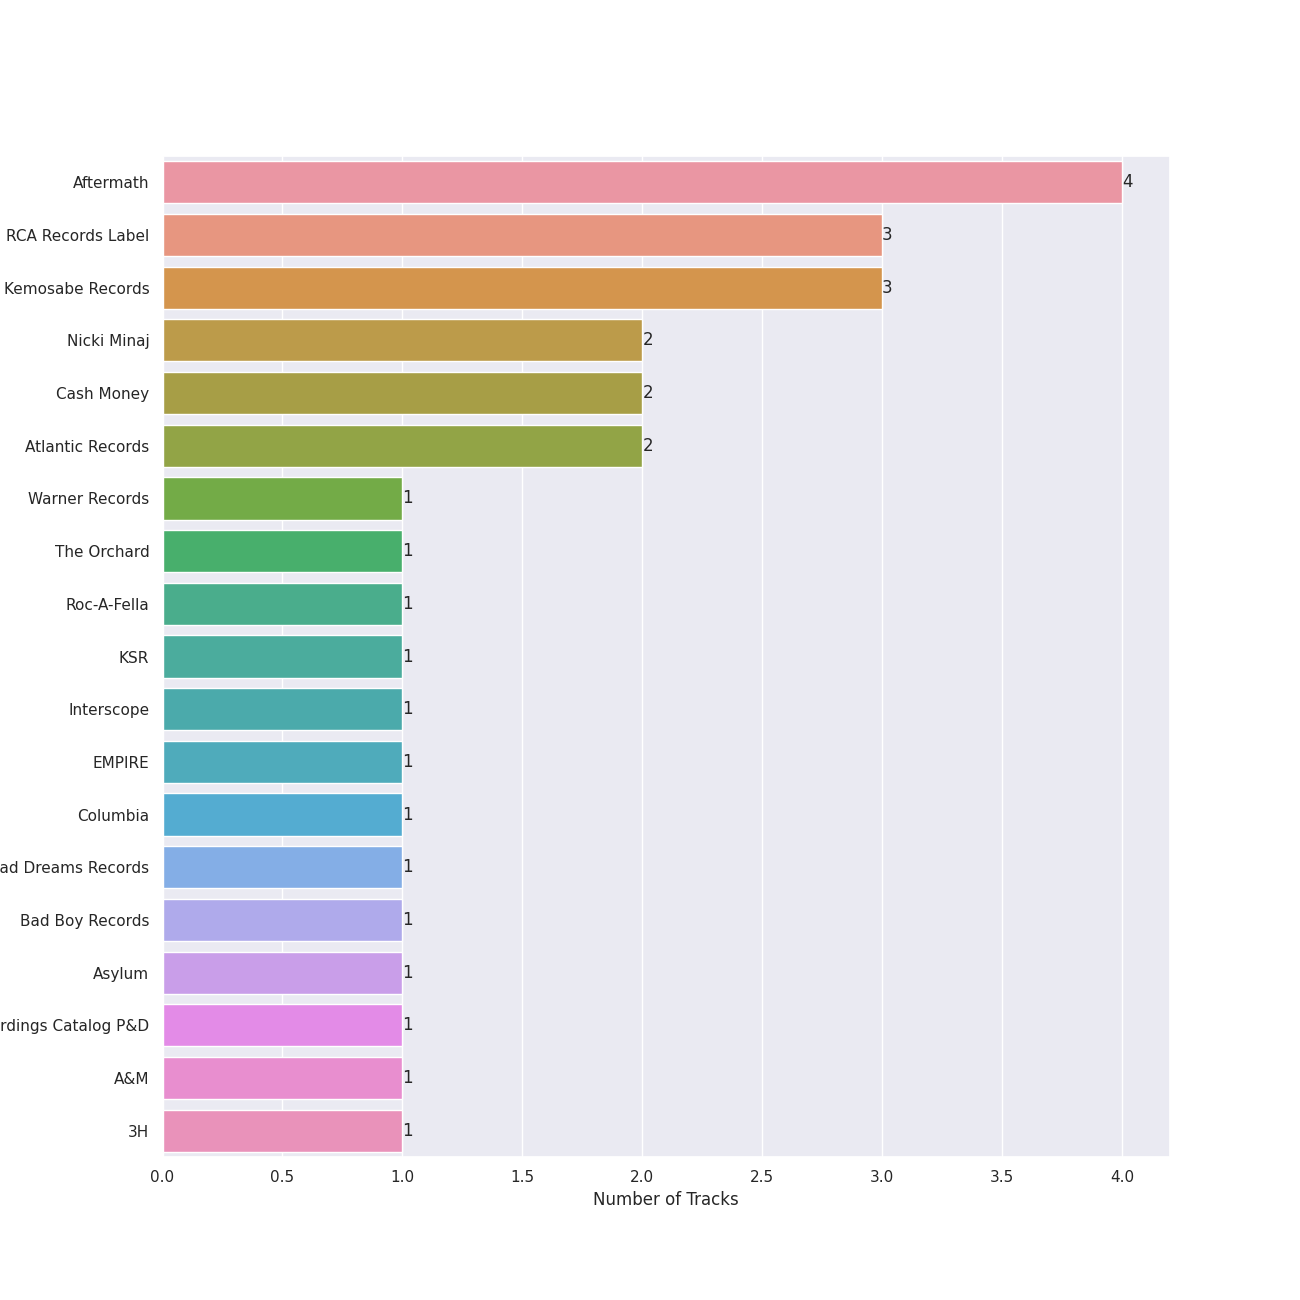 Aftermath 4
RCA Records Label 3
Kemosabe Records 3
Nicki Minaj 2
Cash Money 2
Atlantic Records 2
Warner Records 1
The Orchard 1
Roc-A-Fella 1
KSR 1
Interscope 1
EMPIRE 1
Columbia 1
Dreams Records 1
Bad Boy Records 1
Asylum 1
Catalog P&D 1
A&M 1
3H 1
0.0 0.5 1.0 1.5 2.0 2.5 3.0 3.5 4.0
Number of Tracks